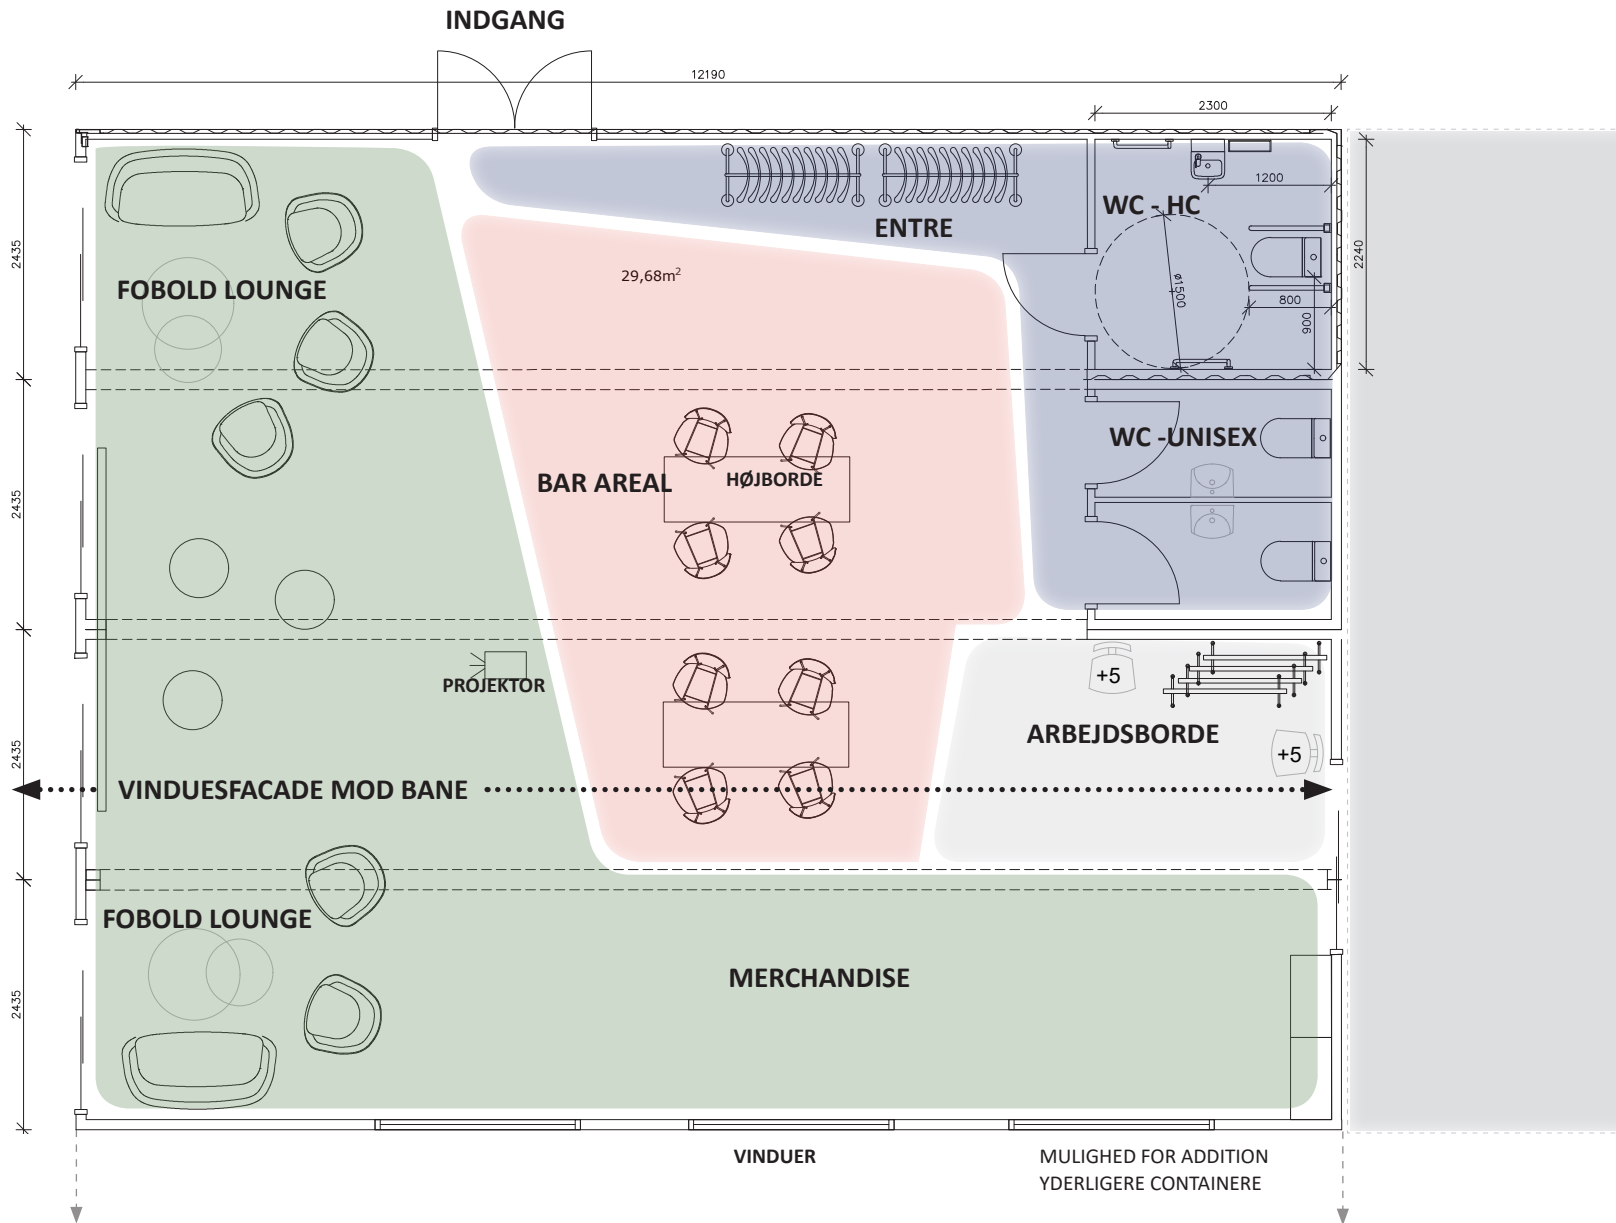 INDGANG
12190
2300
1200
WC - HC
ENTRE
2435
2240
29,68m²
FOBOLD LOUNGE
ø1500
800
900
WC -UNISEX
BAR AREAL
HØJBORDE
2435
+5
PROJEKTOR
ARBEJDSBORDE
+5
2435
VINDUESFACADE MOD BANE
FOBOLD LOUNGE
MERCHANDISE
2435
VINDUER
MULIGHED FOR ADDITION
YDERLIGERE CONTAINERE